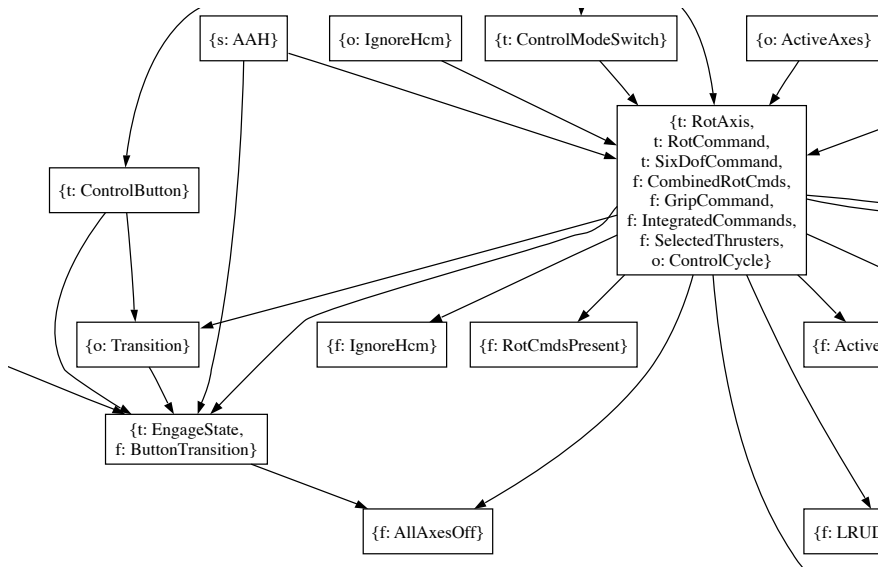 {s: AAH}
{o: IgnoreHcm}
{t: ControlModeSwitch}
{o: ActiveAxes}
{t: RotAxis,
t: RotCommand,
t: SixDofCommand,
f: CombinedRotCmds,
f: GripCommand,
f: IntegratedCommands,
f: SelectedThrusters,
o: ControlCycle}
{t: ControlButton}
{o: Transition}
{f: IgnoreHcm}
{f: RotCmdsPresent}
{f: Active
{t: EngageState,
f: ButtonTransition}
{f: AllAxesOff}
{f: LRUD